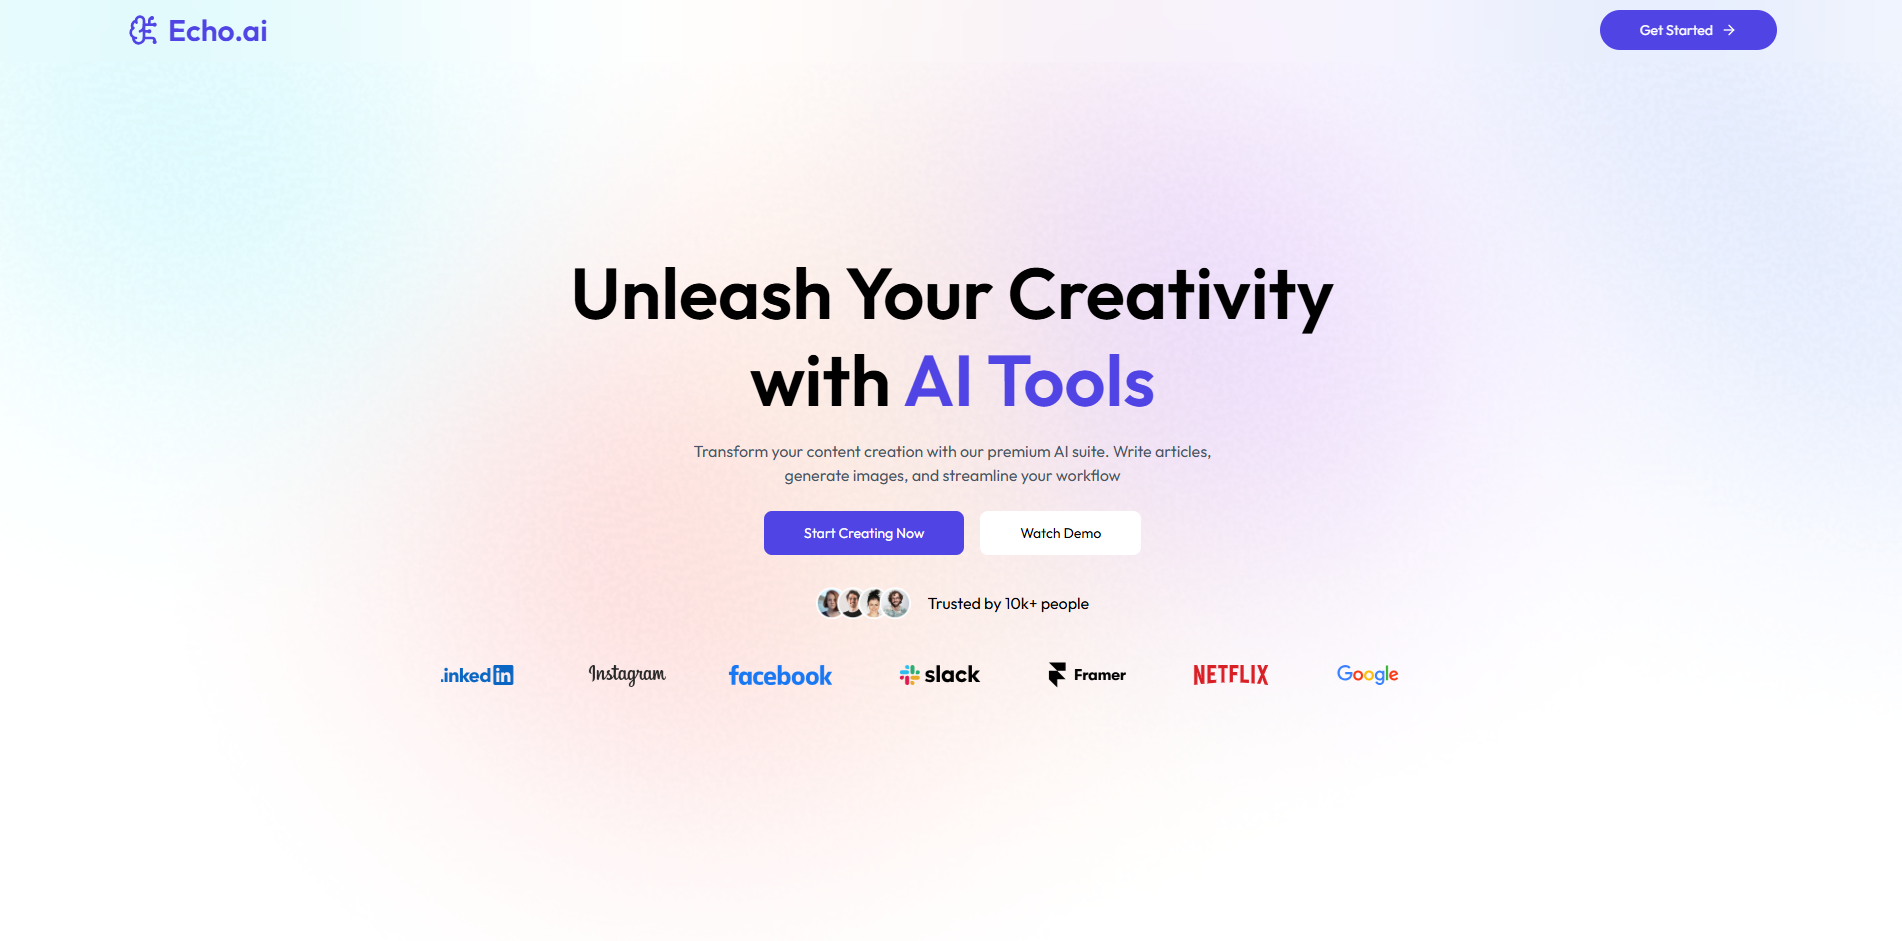 Echo.ai
Get Started
Unleash Your Creativity
with AI Tools
Transform your content creation with our premium AI suite. Write articles,
generate images, and streamline your workflow
Start Creating Now
Watch Demo
Trusted by 10k+ people
inkedin Instagram facebook slack Framer NETFLIX Google